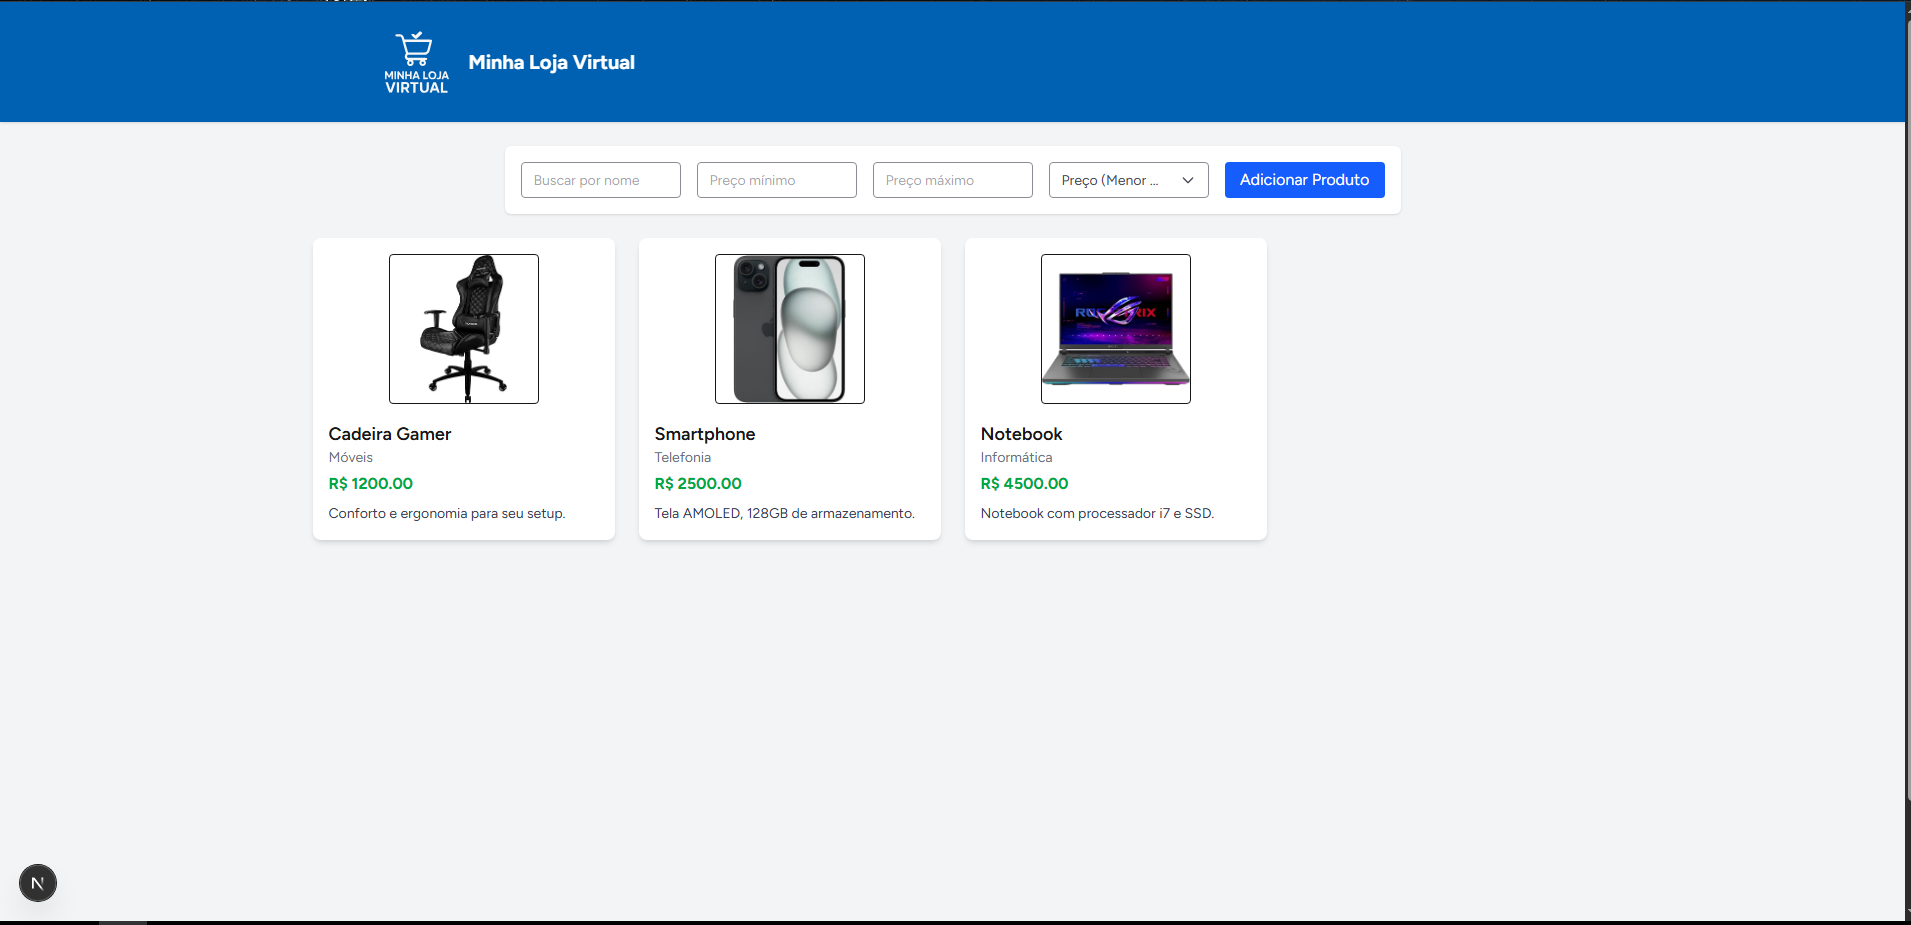 MINHA LOJA
VIRTUAL
Minha Loja Virtual
Buscar por nome
Preço mínimo
Preço máximo
Preço (Menor ...
Adicionar Produto
Cadeira Gamer
Móveis
R$ 1200.00
Conforto e ergonomia para seu setup.
Smartphone
Telefonia
R$ 2500.00
Tela AMOLED, 128GB de armazenamento.
Notebook
Informática
R$ 4500.00
Notebook com processador i7 e SSD.
N